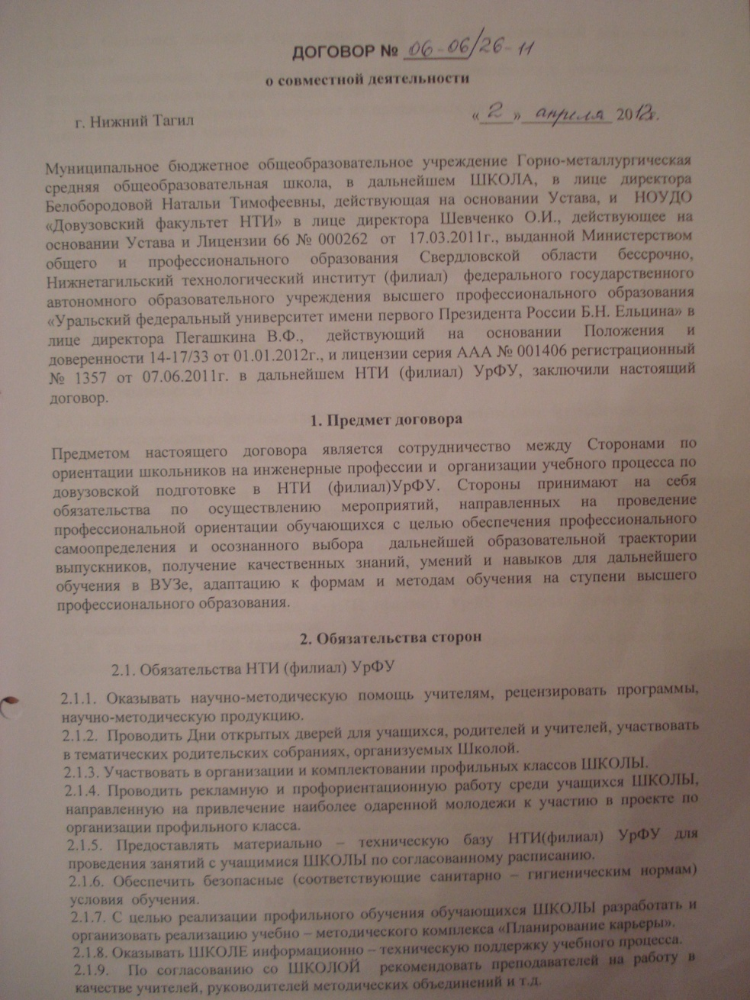 ДОГОВОР № 06-06/26-11
о совместной деятельности
г. Нижний Тагил «2» апреля 2012г.
Муниципальное бюджетное общеобразовательное учреждение Горно-металлургическая
средняя общеобразовательная школа, в дальнейшем ШКОЛА, в лице директора
Белобородовой Натальи Тимофеевны, действующая на основании Устава, и НОУДО
«Довузовский факультет НТИ» в лице директора Шевченко О.И., действующее на
основании Устава и Лицензии 66 № 000262 от 17.03.2011г., выданной Министерством
общего и профессионального образования Свердловской области бессрочно,
Нижнетагильский технологический институт (филиал) федерального государственного
автономного образовательного учреждения высшего профессионального образования
«Уральский федеральный университет имени первого Президента России Б.Н. Ельцина» в
лице директора Пегашкина В.Ф., действующий на основании Положения и
доверенности 14-17/33 от 01.01.2012г., и лицензии серия ААА № 001406 регистрационный
№ 1357 от 07.06.2011г. в дальнейшем НТИ (филиал) УрФУ, заключили настоящий
договор.
1. Предмет договора
Предметом настоящего договора является сотрудничество между Сторонами по
ориентации школьников на инженерные профессии и организации учебного процесса по
довузовской подготовке в НТИ (филиал)УрФУ. Стороны принимают на себя
обязательства по осуществлению мероприятий, направленных на проведение
профессиональной ориентации обучающихся с целью обеспечения профессионального
самоопределения и осознанного выбора дальнейшей образовательной траектории
выпускников, получение качественных знаний, умений и навыков для дальнейшего
обучения в ВУЗе, адаптацию к формам и методам обучения на ступени высшего
профессионального образования.
2. Обязательства сторон
2.1. Обязательства НТИ (филиал) УрФУ
2.1.1. Оказывать научно-методическую помощь учителям, рецензировать программы,
научно-методическую продукцию.
2.1.2. Проводить Дни открытых дверей для учащихся, родителей и учителей, участвовать
в тематических родительских собраниях, организуемых Школой.
2.1.3. Участвовать в организации и комплектовании профильных классов ШКОЛЫ.
2.1.4. Проводить рекламную и профориентационную работу среди учащихся ШКОЛЫ,
направленную на привлечение наиболее одаренной молодежи к участию в проекте по
организации профильного класса.
2.1.5. Предоставлять материально – техническую базу НТИ(филиал) УрФУ для
проведения занятий с учащимися ШКОЛЫ по согласованному расписанию.
2.1.6. Обеспечить безопасные (соответствующие санитарно – гигиеническим нормам)
условия обучения.
2.1.7. С целью реализации профильного обучения обучающихся ШКОЛЫ разработать и
организовать реализацию учебно – методического комплекса «Планирование карьеры».
2.1.8. Оказывать ШКОЛЕ информационно – техническую поддержку учебного процесса.
2.1.9. По согласованию со ШКОЛОЙ рекомендовать преподавателей на работу в
качестве учителей, руководителей методических объединений и т.д.